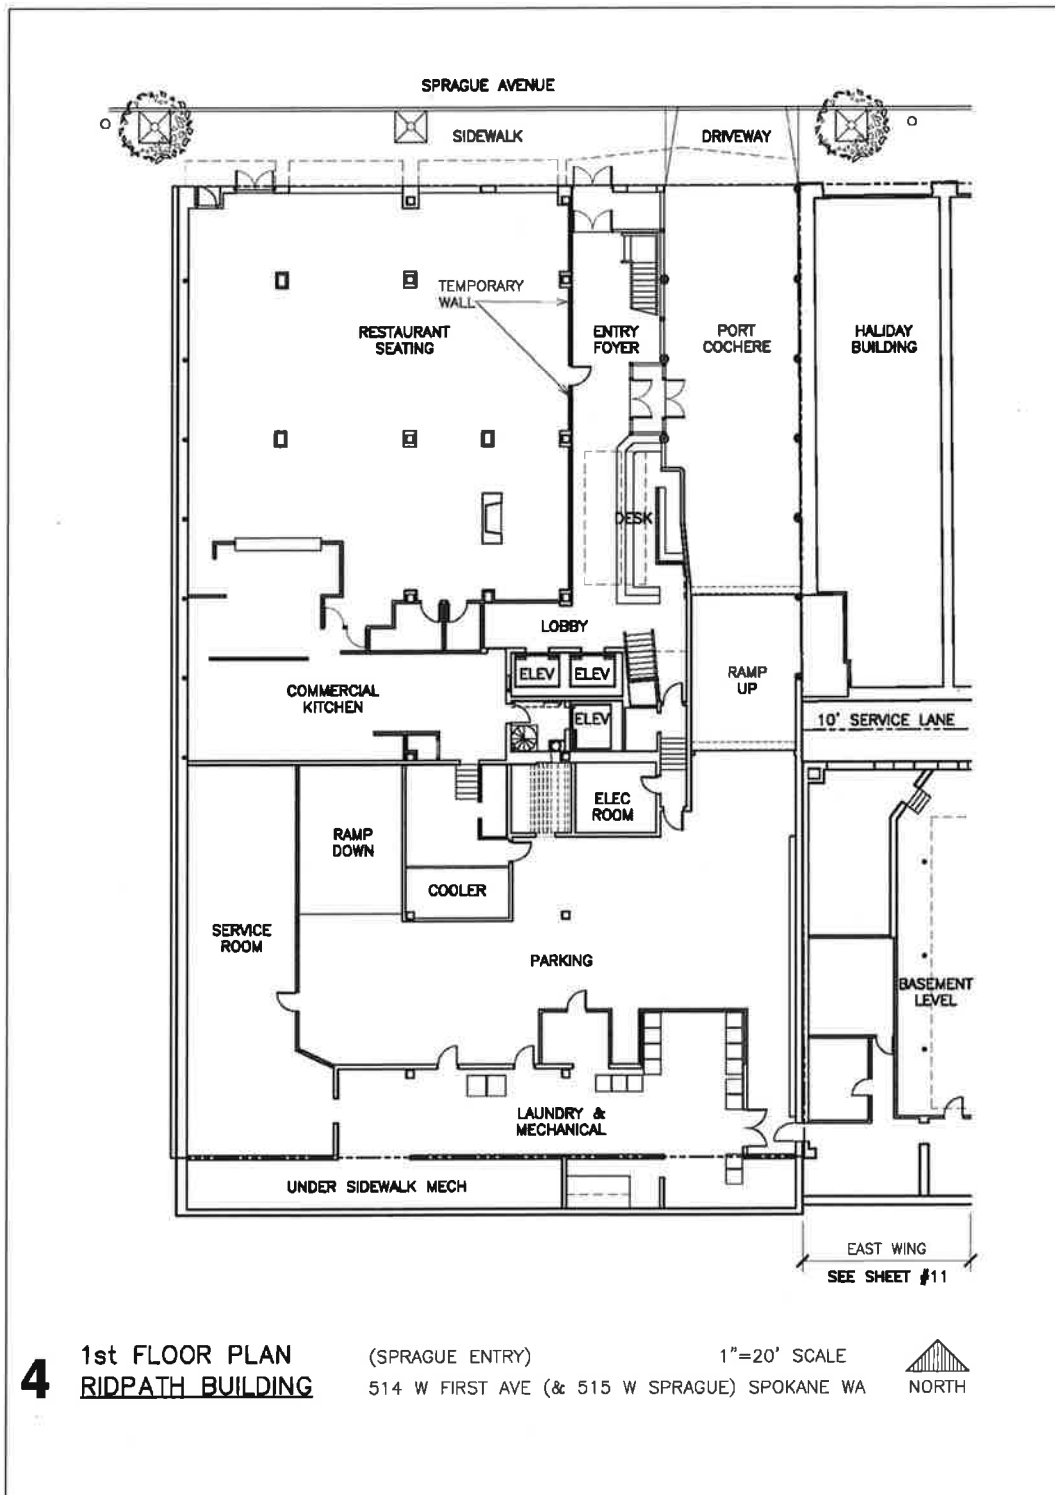 SPRAGUE AVENUE
SIDEWALK
DRIVEWAY
TEMPORARY
WALL
RESTAURANT
SEATING
ENTRY
FOYER
PORT
COCHERE
HALIDAY
BUILDING
DESK
LOBBY
ELEV
ELEV
RAMP
UP
COMMERCIAL
KITCHEN
ELEV
10' SERVICE LANE
ELEC
ROOM
RAMP
DOWN
COOLER
SERVICE
ROOM
PARKING
BASEMENT
LEVEL
LAUNDRY &
MECHANICAL
UNDER SIDEWALK MECH
EAST WING
SEE SHEET #11
4
1st FLOOR PLAN
RIDPATH BUILDING
(SPRAGUE ENTRY)
1"=20' SCALE
514 W FIRST AVE (& 515 W SPRAGUE) SPOKANE WA
NORTH